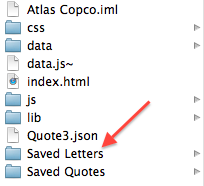 Atlas Copco.iml
css
data
data.js~
index.html
js
lib
Quote3.json
Saved Letters
Saved Quotes